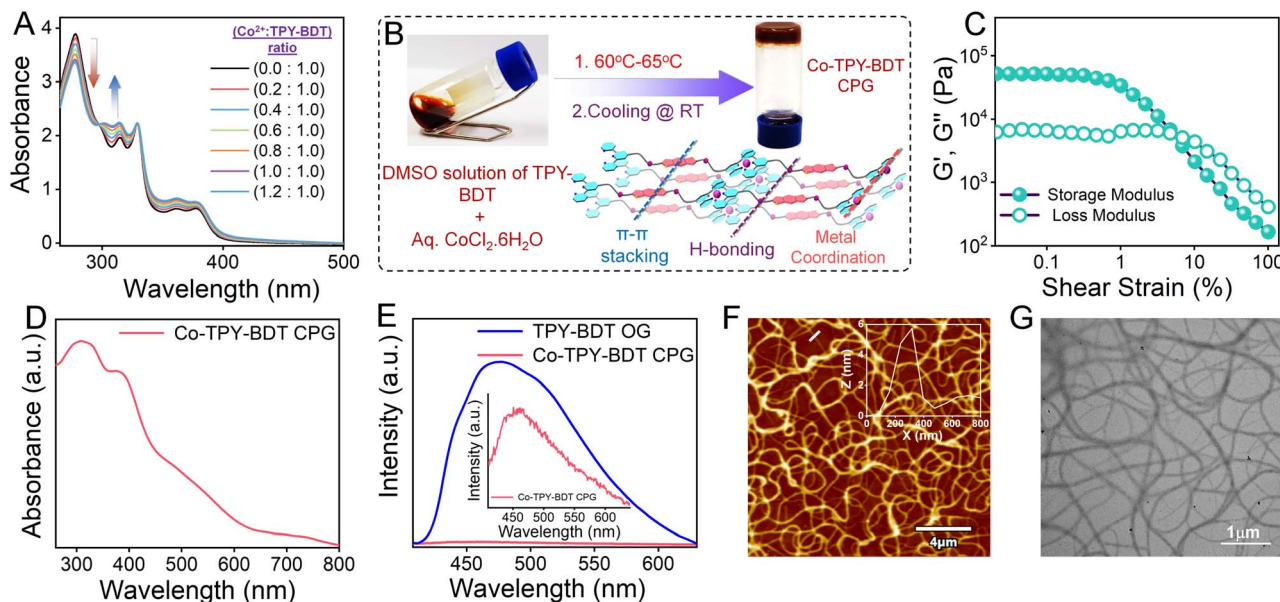 A
(Co²⁺:TPY-BDT)
ratio
(0.0 : 1.0)
(0.2 : 1.0)
(0.4 : 1.0)
(0.6 : 1.0)
(0.8 : 1.0)
(1.0 : 1.0)
(1.2 : 1.0)
Absorbance
4
3
2
1
0
300
400
500
Wavelength (nm)
B
1. 60°C-65°C
2.Cooling @ RT
Co-TPY-BDT
CPG
DMSO solution of TPY-
BDT
+
Aq. CoCl₂.6H₂O
π-π
stacking
H-bonding
Metal
Coordination
C
G', G" (Pa)
10⁵
10⁴
10³
10²
Storage Modulus
Loss Modulus
0.1
1
10
100
Shear Strain (%)
D
Co-TPY-BDT CPG
Absorbance (a.u.)
300
400
500
600
700
800
Wavelength (nm)
E
TPY-BDT OG
Co-TPY-BDT CPG
Intensity (a.u.)
Intensity (a.u.)
Co-TPY-BDT CPG
450
500
550
600
Wavelength (nm)
450
500
550
600
Wavelength (nm)
F
Z (nm)
6
4
2
0
0
200
400
600
800
X (nm)
4μm
G
1μm